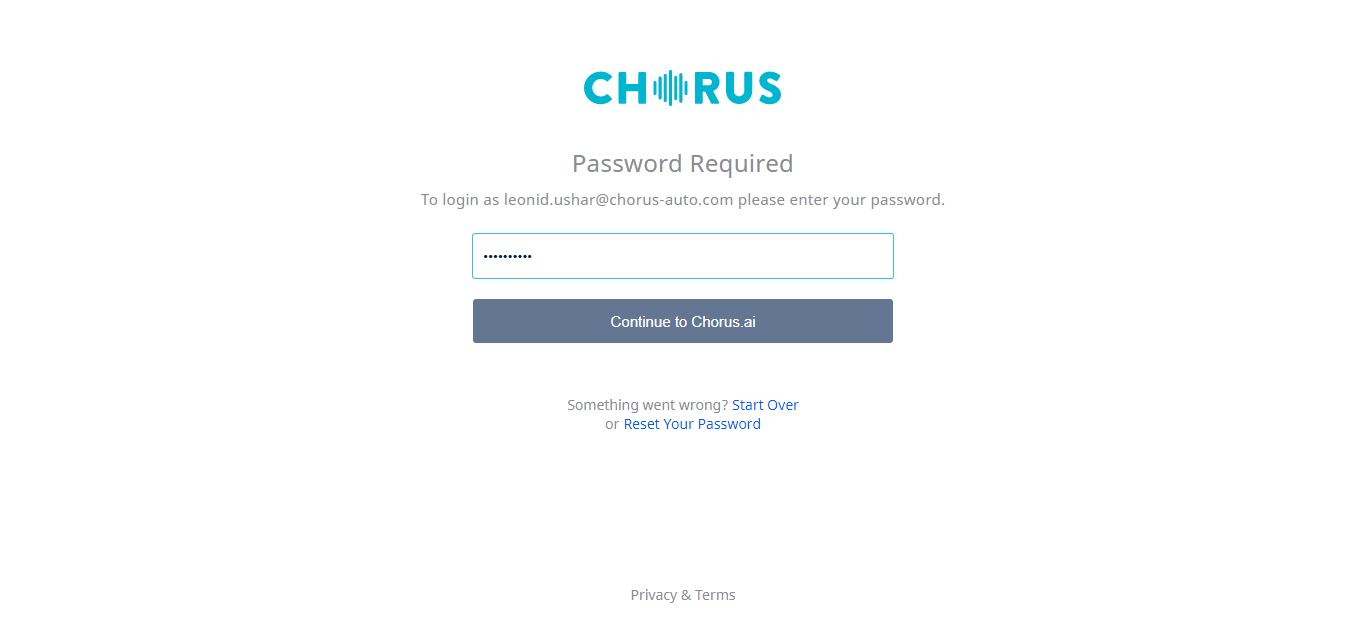 CHORUS
Password Required
To login as leonid.ushar@chorus-auto.com please enter your password.
••••••••••
Continue to Chorus.ai
Something went wrong? Start Over
or Reset Your Password
Privacy & Terms